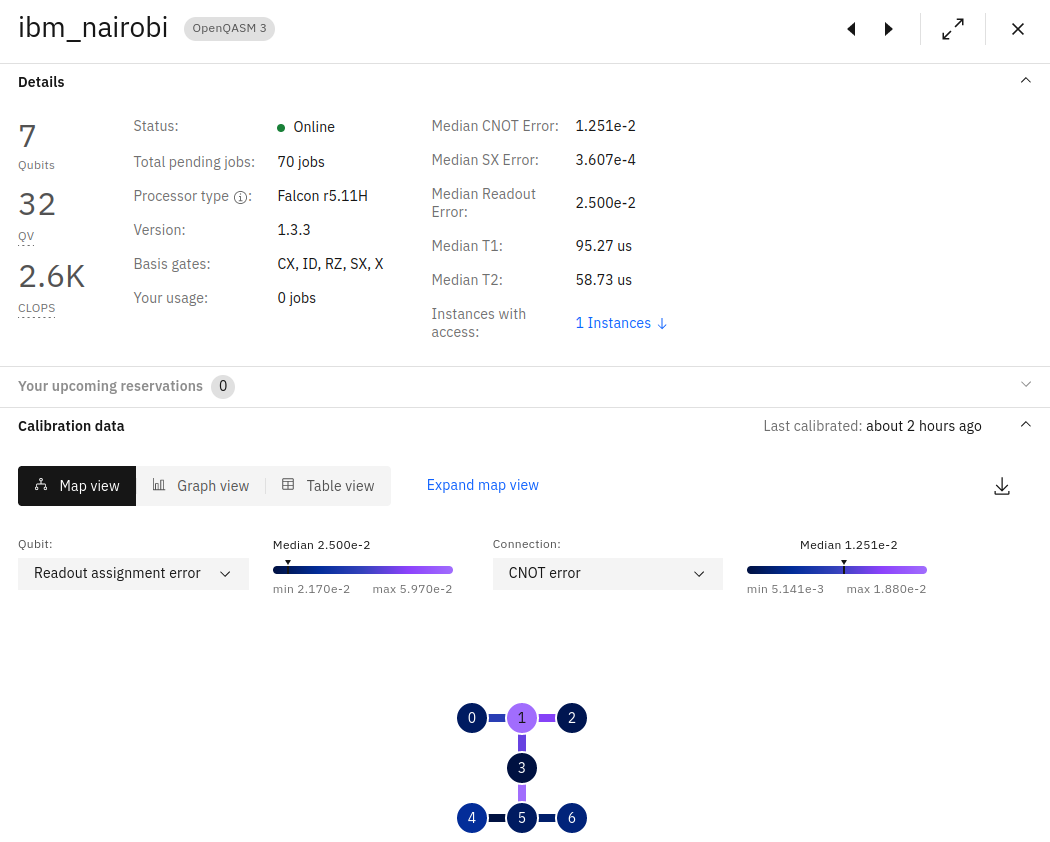 ibm_nairobi OpenQASM 3
Details
7
Qubits
32
QV
2.6K
CLOPS
Status: Online
Total pending jobs: 70 jobs
Processor type : Falcon r5.11H
Version: 1.3.3
Basis gates: CX, ID, RZ, SX, X
Your usage: 0 jobs
Median CNOT Error: 1.251e-2
Median SX Error: 3.607e-4
Median Readout
Error: 2.500e-2
Median T1: 95.27 us
Median T2: 58.73 us
Instances with
access: 1 Instances ↓
Your upcoming reservations 0
Calibration data Last calibrated: about 2 hours ago
Map view Graph view Table view Expand map view
Qubit: Median 2.500e-2 Connection: Median 1.251e-2
Readout assignment error CNOT error
min 2.170e-2 max 5.970e-2 min 5.141e-3 max 1.880e-2
0 1 2
3
4 5 6